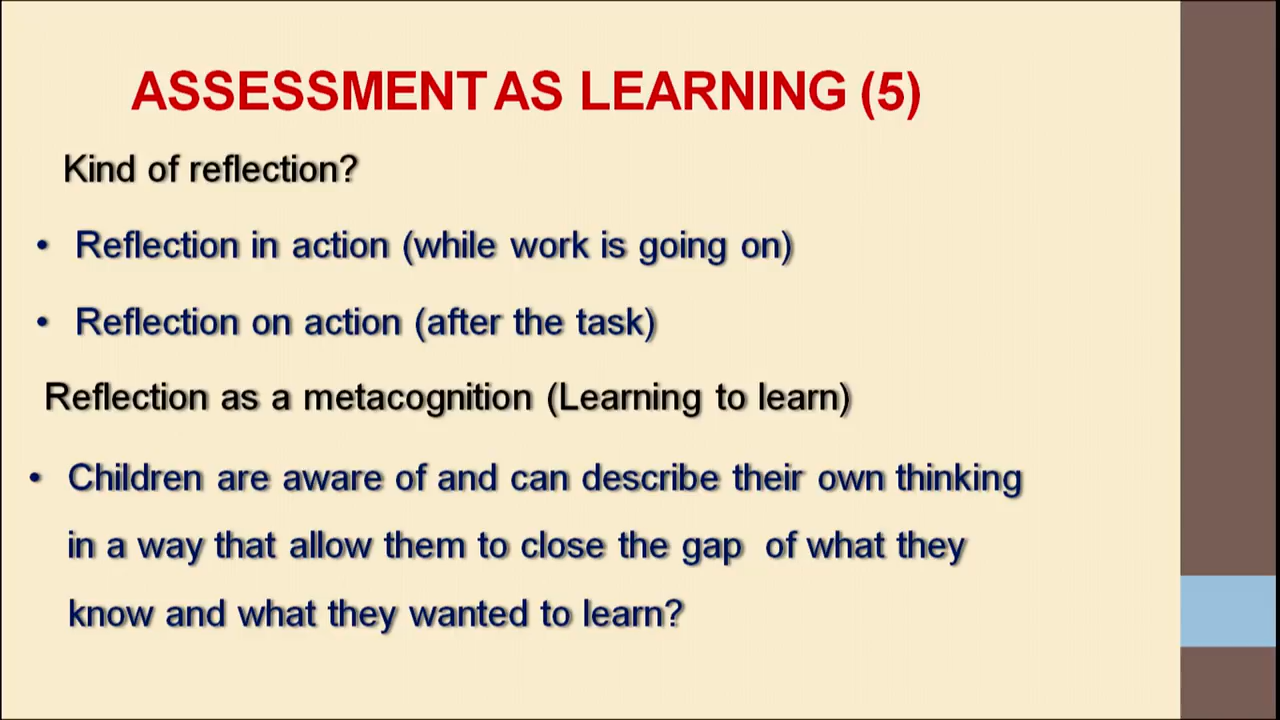 ASSESSMENT AS LEARNING (5)
Kind of reflection?
• Reflection in action (while work is going on)
• Reflection on action (after the task)
Reflection as a metacognition (Learning to learn)
• Children are aware of and can describe their own thinking
in a way that allow them to close the gap of what they
know and what they wanted to learn?